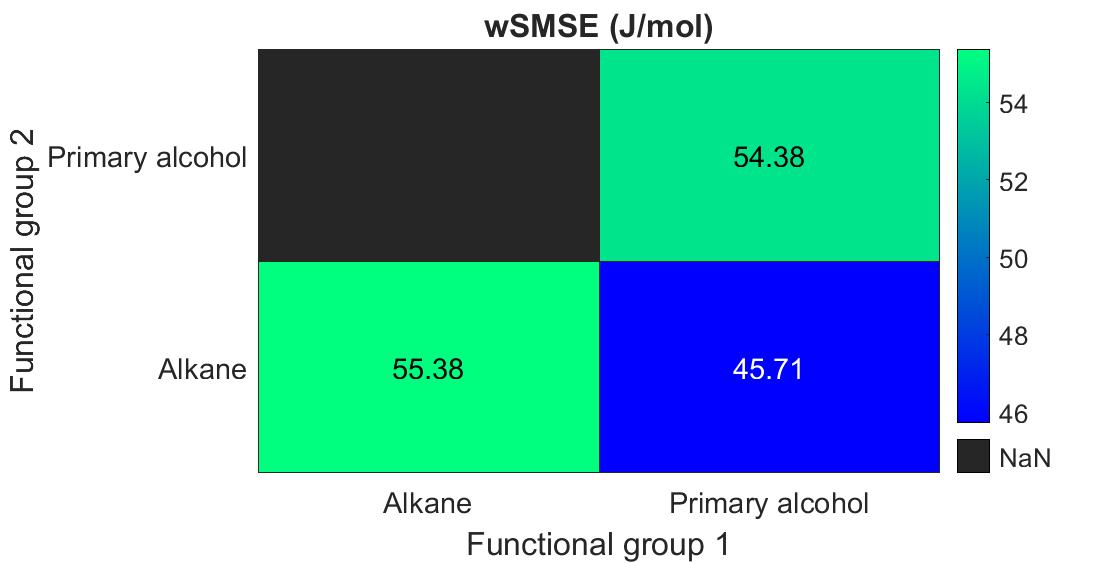 wSMSE (J/mol)
Functional group 2
Primary alcohol
Alkane
54.38
55.38
45.71
54
52
50
48
46
NaN
Alkane
Primary alcohol
Functional group 1